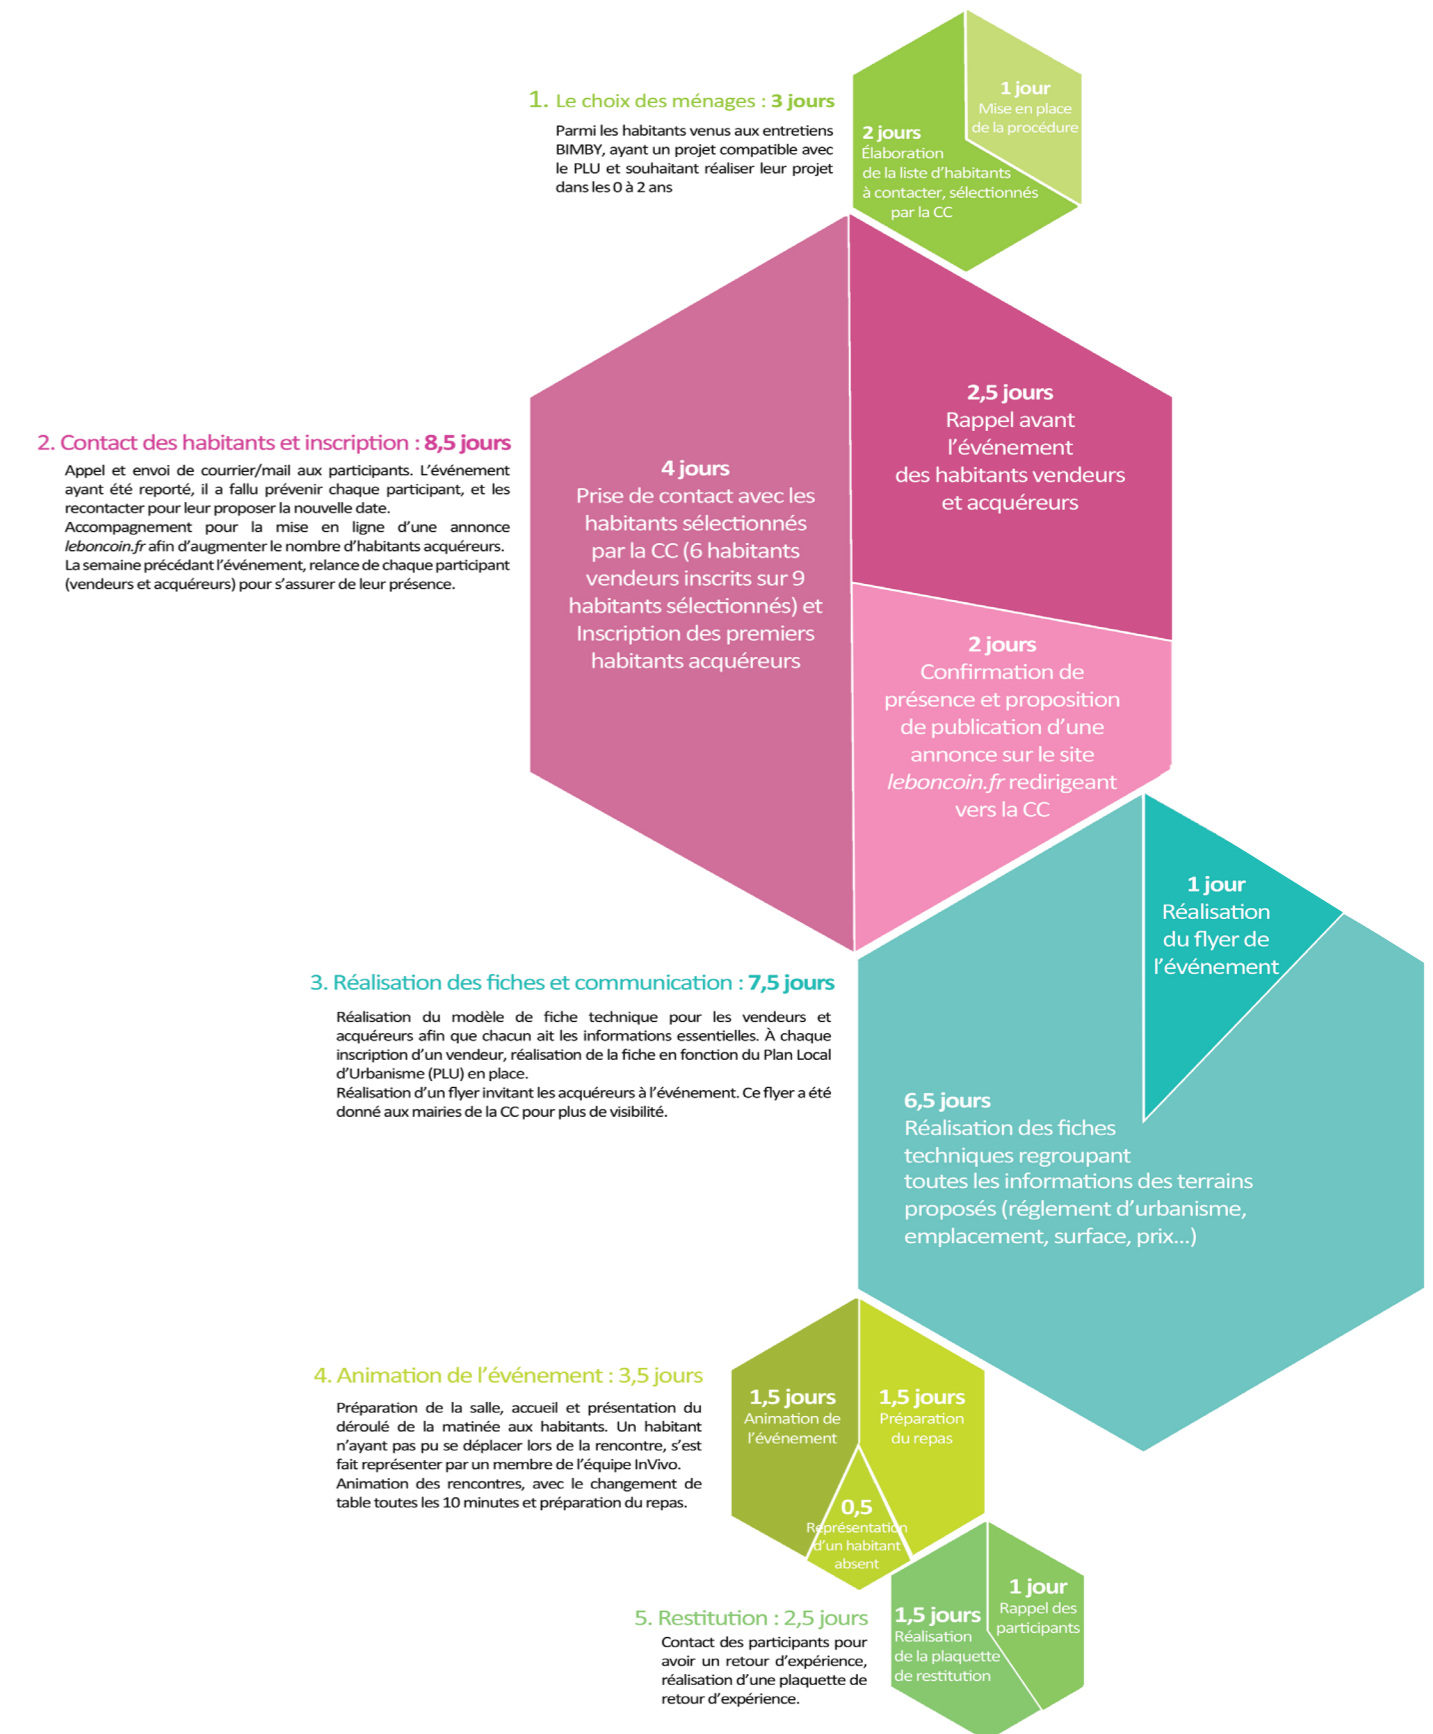 1. Le choix des ménages : 3 jours
Parmi les habitants venus aux entretiens
BIMBY, ayant un projet compatible avec
le PLU et souhaitant réaliser leur projet
dans les 0 à 2 ans
1 jour
Mise en place
de la procédure
2 jours
Élaboration
de la liste d’habitants
à contacter, sélectionnés
par la CC
2. Contact des habitants et inscription : 8,5 jours
Appel et envoi de courrier/mail aux participants. L’événement
ayant été reporté, il a fallu prévenir chaque participant, et les
recontacter pour leur proposer la nouvelle date.
Accompagnement pour la mise en ligne d’une annonce
leboncoin.fr afin d’augmenter le nombre d’habitants acquéreurs.
La semaine précédant l’événement, relance de chaque participant
(vendeurs et acquéreurs) pour s’assurer de leur présence.
4 jours
Prise de contact avec les
habitants sélectionnés
par la CC (6 habitants
vendeurs inscrits sur 9
habitants sélectionnés) et
Inscription des premiers
habitants acquéreurs
2,5 jours
Rappel avant
l’événement
des habitants vendeurs
et acquéreurs
2 jours
Confirmation de
présence et proposition
de publication d’une
annonce sur le site
leboncoin.fr redirigeant
vers la CC
3. Réalisation des fiches et communication : 7,5 jours
Réalisation du modèle de fiche technique pour les vendeurs et
acquéreurs afin que chacun ait les informations essentielles. À chaque
inscription d’un vendeur, réalisation de la fiche en fonction du Plan Local
d’Urbanisme (PLU) en place.
Réalisation d’un flyer invitant les acquéreurs à l’événement. Ce flyer a été
donné aux mairies de la CC pour plus de visibilité.
1 jour
Réalisation
du flyer de
l’événement
6,5 jours
Réalisation des fiches
techniques regroupant
toutes les informations des terrains
proposés (réglement d’urbanisme,
emplacement, surface, prix...)
4. Animation de l’événement : 3,5 jours
Préparation de la salle, accueil et présentation du
déroulé de la matinée aux habitants. Un habitant
n’ayant pas pu se déplacer lors de la rencontre, s’est
fait représenter par un membre de l’équipe InVivo.
Animation des rencontres, avec le changement de
table toutes les 10 minutes et préparation du repas.
1,5 jours
Animation de
l’événement
1,5 jours
Préparation
du repas
0,5
Représentation
d’un habitant
absent
5. Restitution : 2,5 jours
Contact des participants pour
avoir un retour d’expérience,
réalisation d’une plaquette de
retour d’expérience.
1,5 jours
Réalisation
de la plaquette
de restitution
1 jour
Rappel des
participants